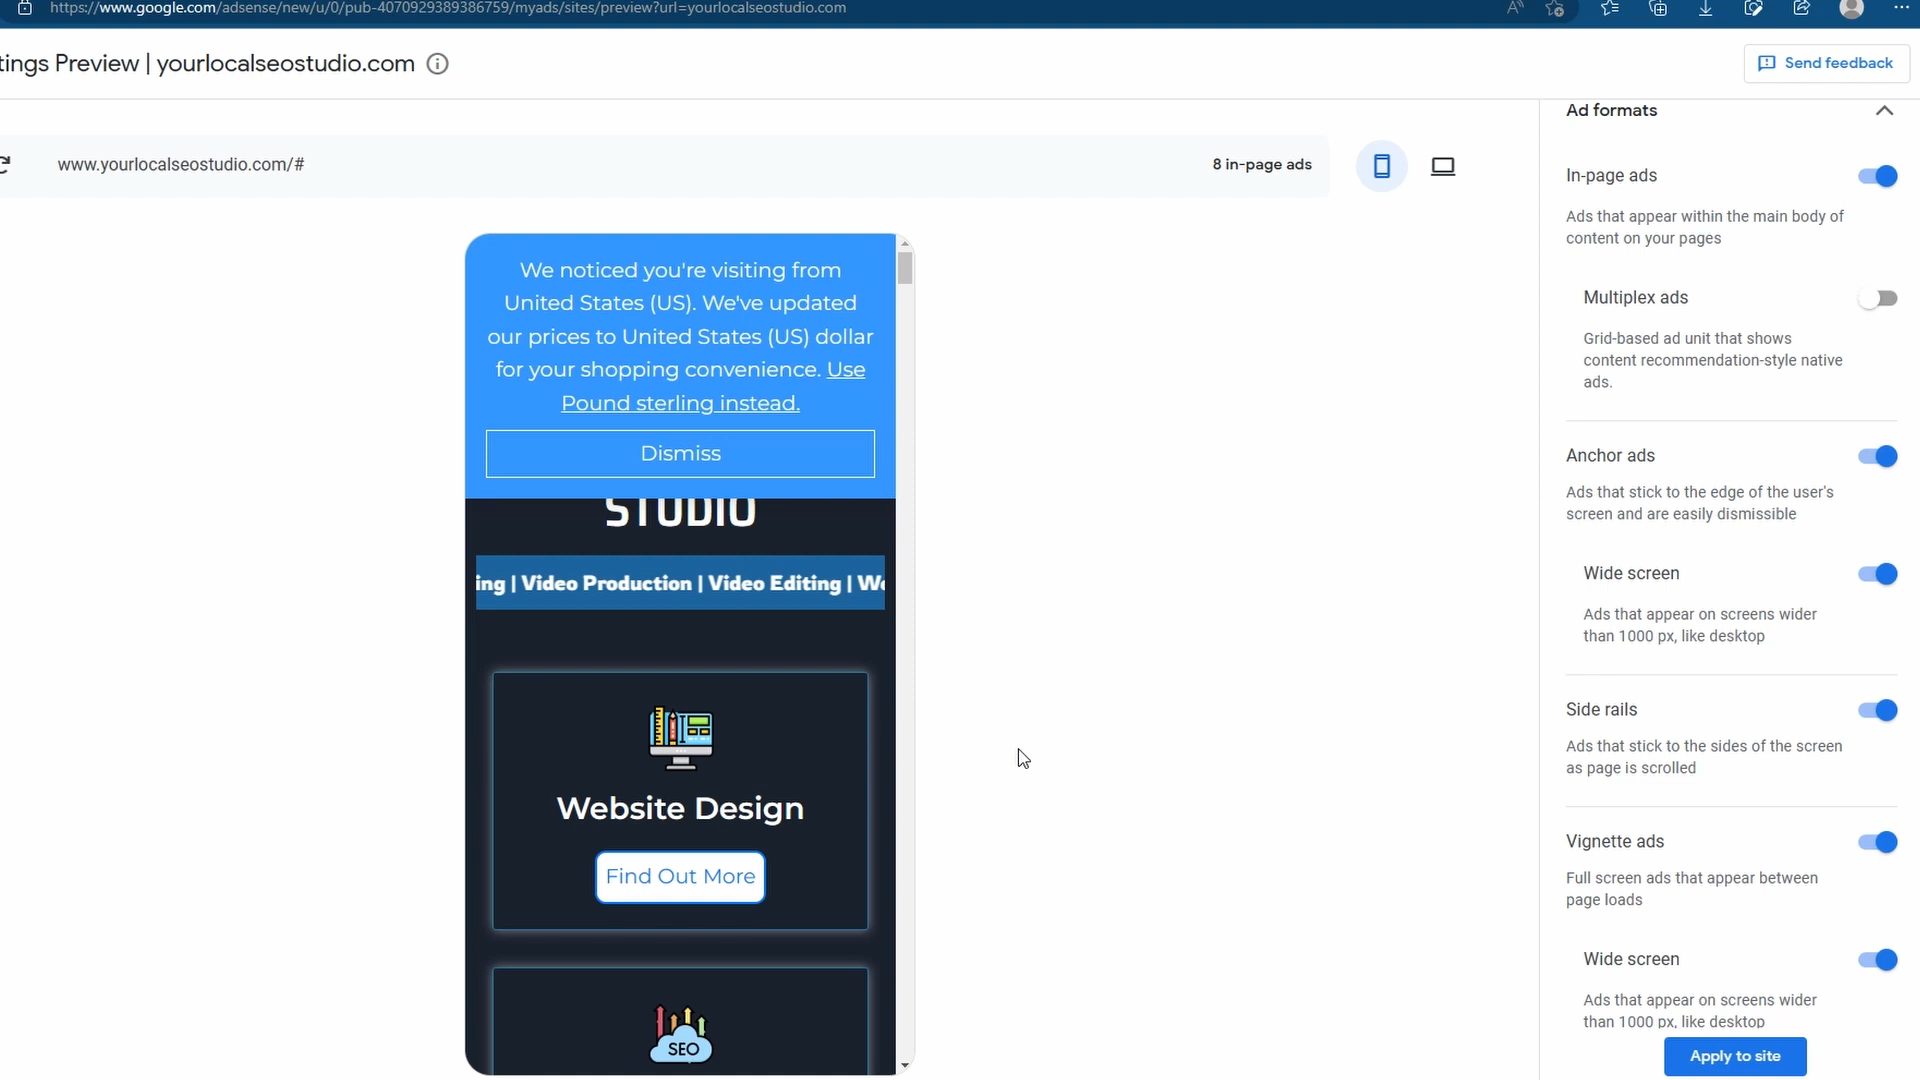 https://www.google.com/adsense/new/u/0/pub-4070929389386759/myads/sites/preview?url=yourlocalseostudio.com
tings Preview | yourlocalseostudio.com
Send feedback
www.yourlocalseostudio.com/#
8 in-page ads
We noticed you're visiting from
United States (US). We've updated
our prices to United States (US) dollar
for your shopping convenience. Use
Pound sterling instead.
Dismiss
STUDIO
ing | Video Production | Video Editing | We
Website Design
Find Out More
SEO
Ad formats
In-page ads
Ads that appear within the main body of
content on your pages
Multiplex ads
Grid-based ad unit that shows
content recommendation-style native
ads.
Anchor ads
Ads that stick to the edge of the user's
screen and are easily dismissible
Wide screen
Ads that appear on screens wider
than 1000 px, like desktop
Side rails
Ads that stick to the sides of the screen
as page is scrolled
Vignette ads
Full screen ads that appear between
page loads
Wide screen
Ads that appear on screens wider
than 1000 px, like desktop
Apply to site